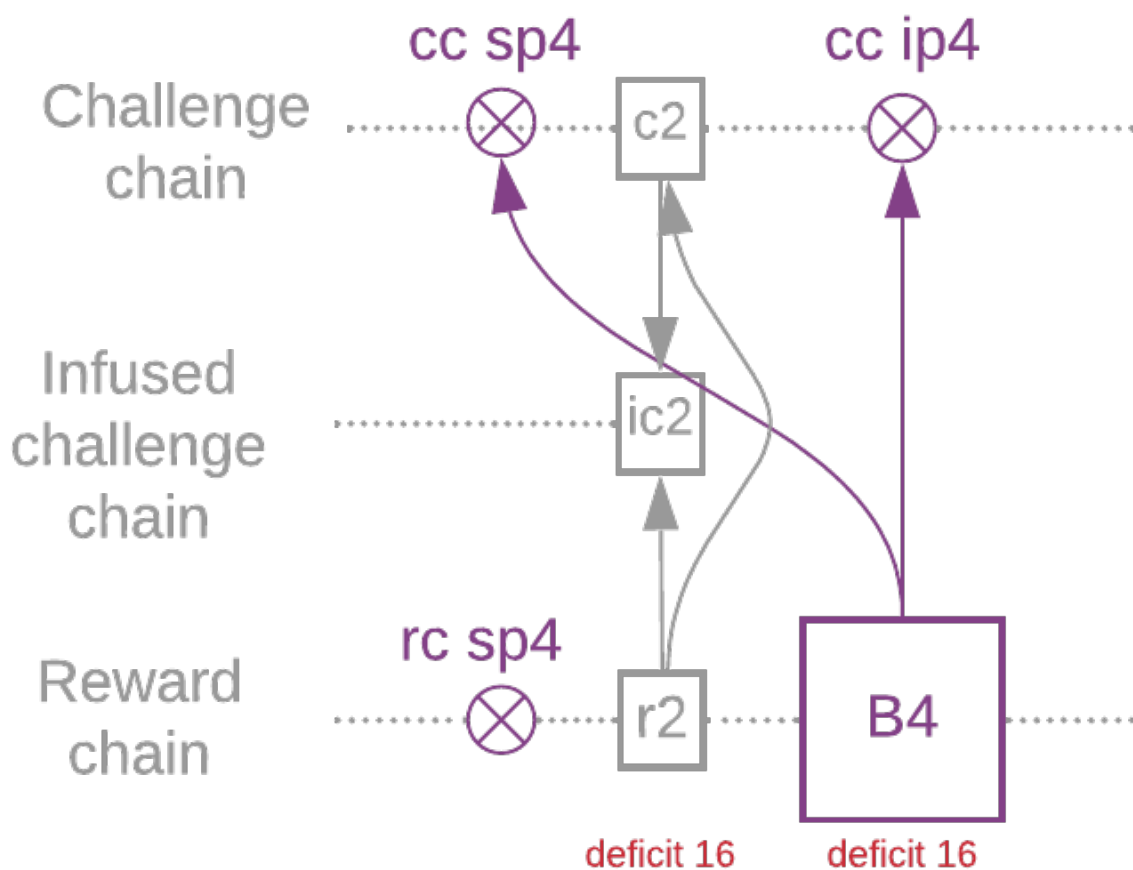 cc sp4
cc ip4
Challenge
chain
c2
Infused
challenge
chain
ic2
rc sp4
Reward
chain
r2
B4
deficit 16
deficit 16